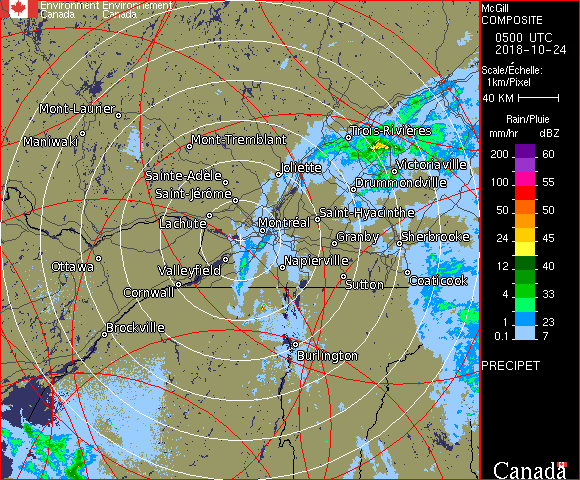 Environment Environnement
Canada Canada
McGill
COMPOSITE
0500 UTC
2018-10-24
Scale/Échelle:
1km/Pixel
40 KM
Rain/Pluie
mm/hr dBZ
200 60
150 57
100 55
50 50
24 45
12 40
4 33
1 23
0.1 7
PRECIPET
Canada
Mont-Laurier
Maniwaki
Mont-Tremblant
Trois-Rivières
Victoriaville
Drummondville
Joliette
Sainte-Adèle
Saint-Jérôme
Lachute
Montréal
Saint-Hyacinthe
Granby
Sherbrooke
Ottawa
Valleyfield
Napierville
Cornwall
Sutton
Coaticook
Brockville
Burlington